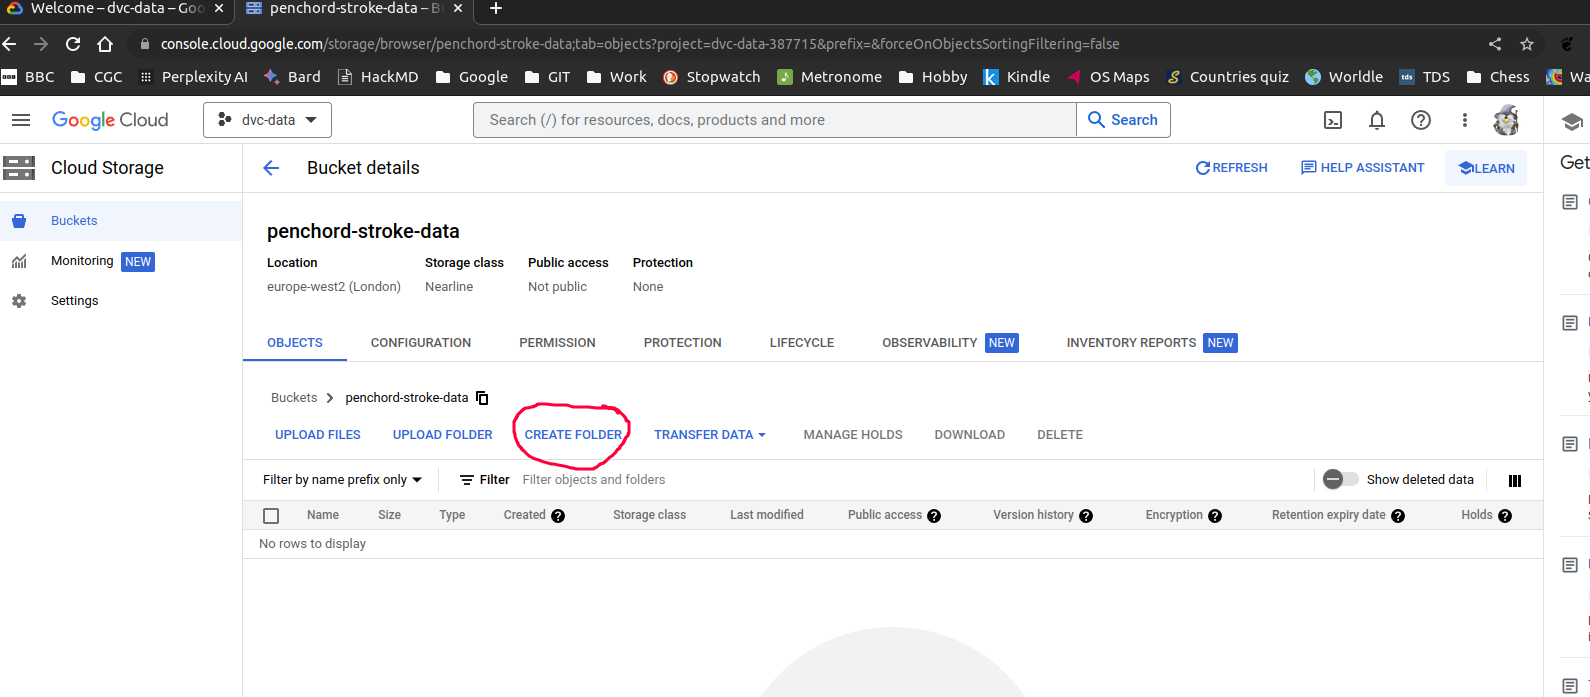 Welcome – dvc-data – Goo
penchord-stroke-data – B
console.cloud.google.com/storage/browser/penchord-stroke-data;tab=objects?project=dvc-data-387715&prefix=&forceOnObjectsSortingFiltering=false
BBC CGC Perplexity AI Bard HackMD Google GIT Work Stopwatch Metronome Hobby Kindle OS Maps Countries quiz Worldle TDS Chess Wa
Google Cloud dvc-data Search (/) for resources, docs, products and more Search
Cloud Storage Bucket details REFRESH HELP ASSISTANT LEARN Get
Buckets
Monitoring NEW
Settings
penchord-stroke-data
Location Storage class Public access Protection
europe-west2 (London) Nearline Not public None
OBJECTS CONFIGURATION PERMISSION PROTECTION LIFECYCLE OBSERVABILITY NEW INVENTORY REPORTS NEW
Buckets > penchord-stroke-data
UPLOAD FILES UPLOAD FOLDER CREATE FOLDER TRANSFER DATA MANAGE HOLDS DOWNLOAD DELETE
Filter by name prefix only Filter Filter objects and folders Show deleted data
Name Size Type Created Storage class Last modified Public access Version history Encryption Retention expiry date Holds
No rows to display